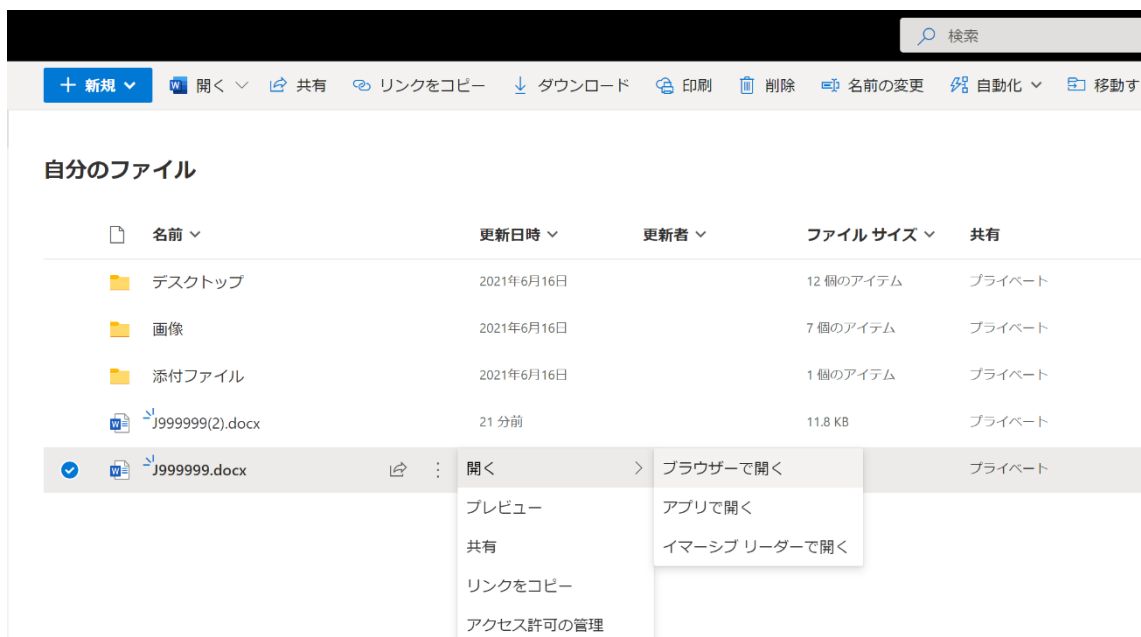 検索
新規 開く 共有 リンクをコピー ダウンロード 印刷 削除 名前の変更 自動化 移動す
自分のファイル
名前 更新日時 更新者 ファイル サイズ 共有
デスクトップ 2021年6月16日 12 個のアイテム プライベート
画像 2021年6月16日 7 個のアイテム プライベート
添付ファイル 2021年6月16日 1 個のアイテム プライベート
J999999(2).docx 21 分前 11.8 KB プライベート
J999999.docx 開く ブラウザーで開く プライベート
プレビュー アプリで開く
共有 イマーシブ リーダーで開く
リンクをコピー
アクセス許可の管理